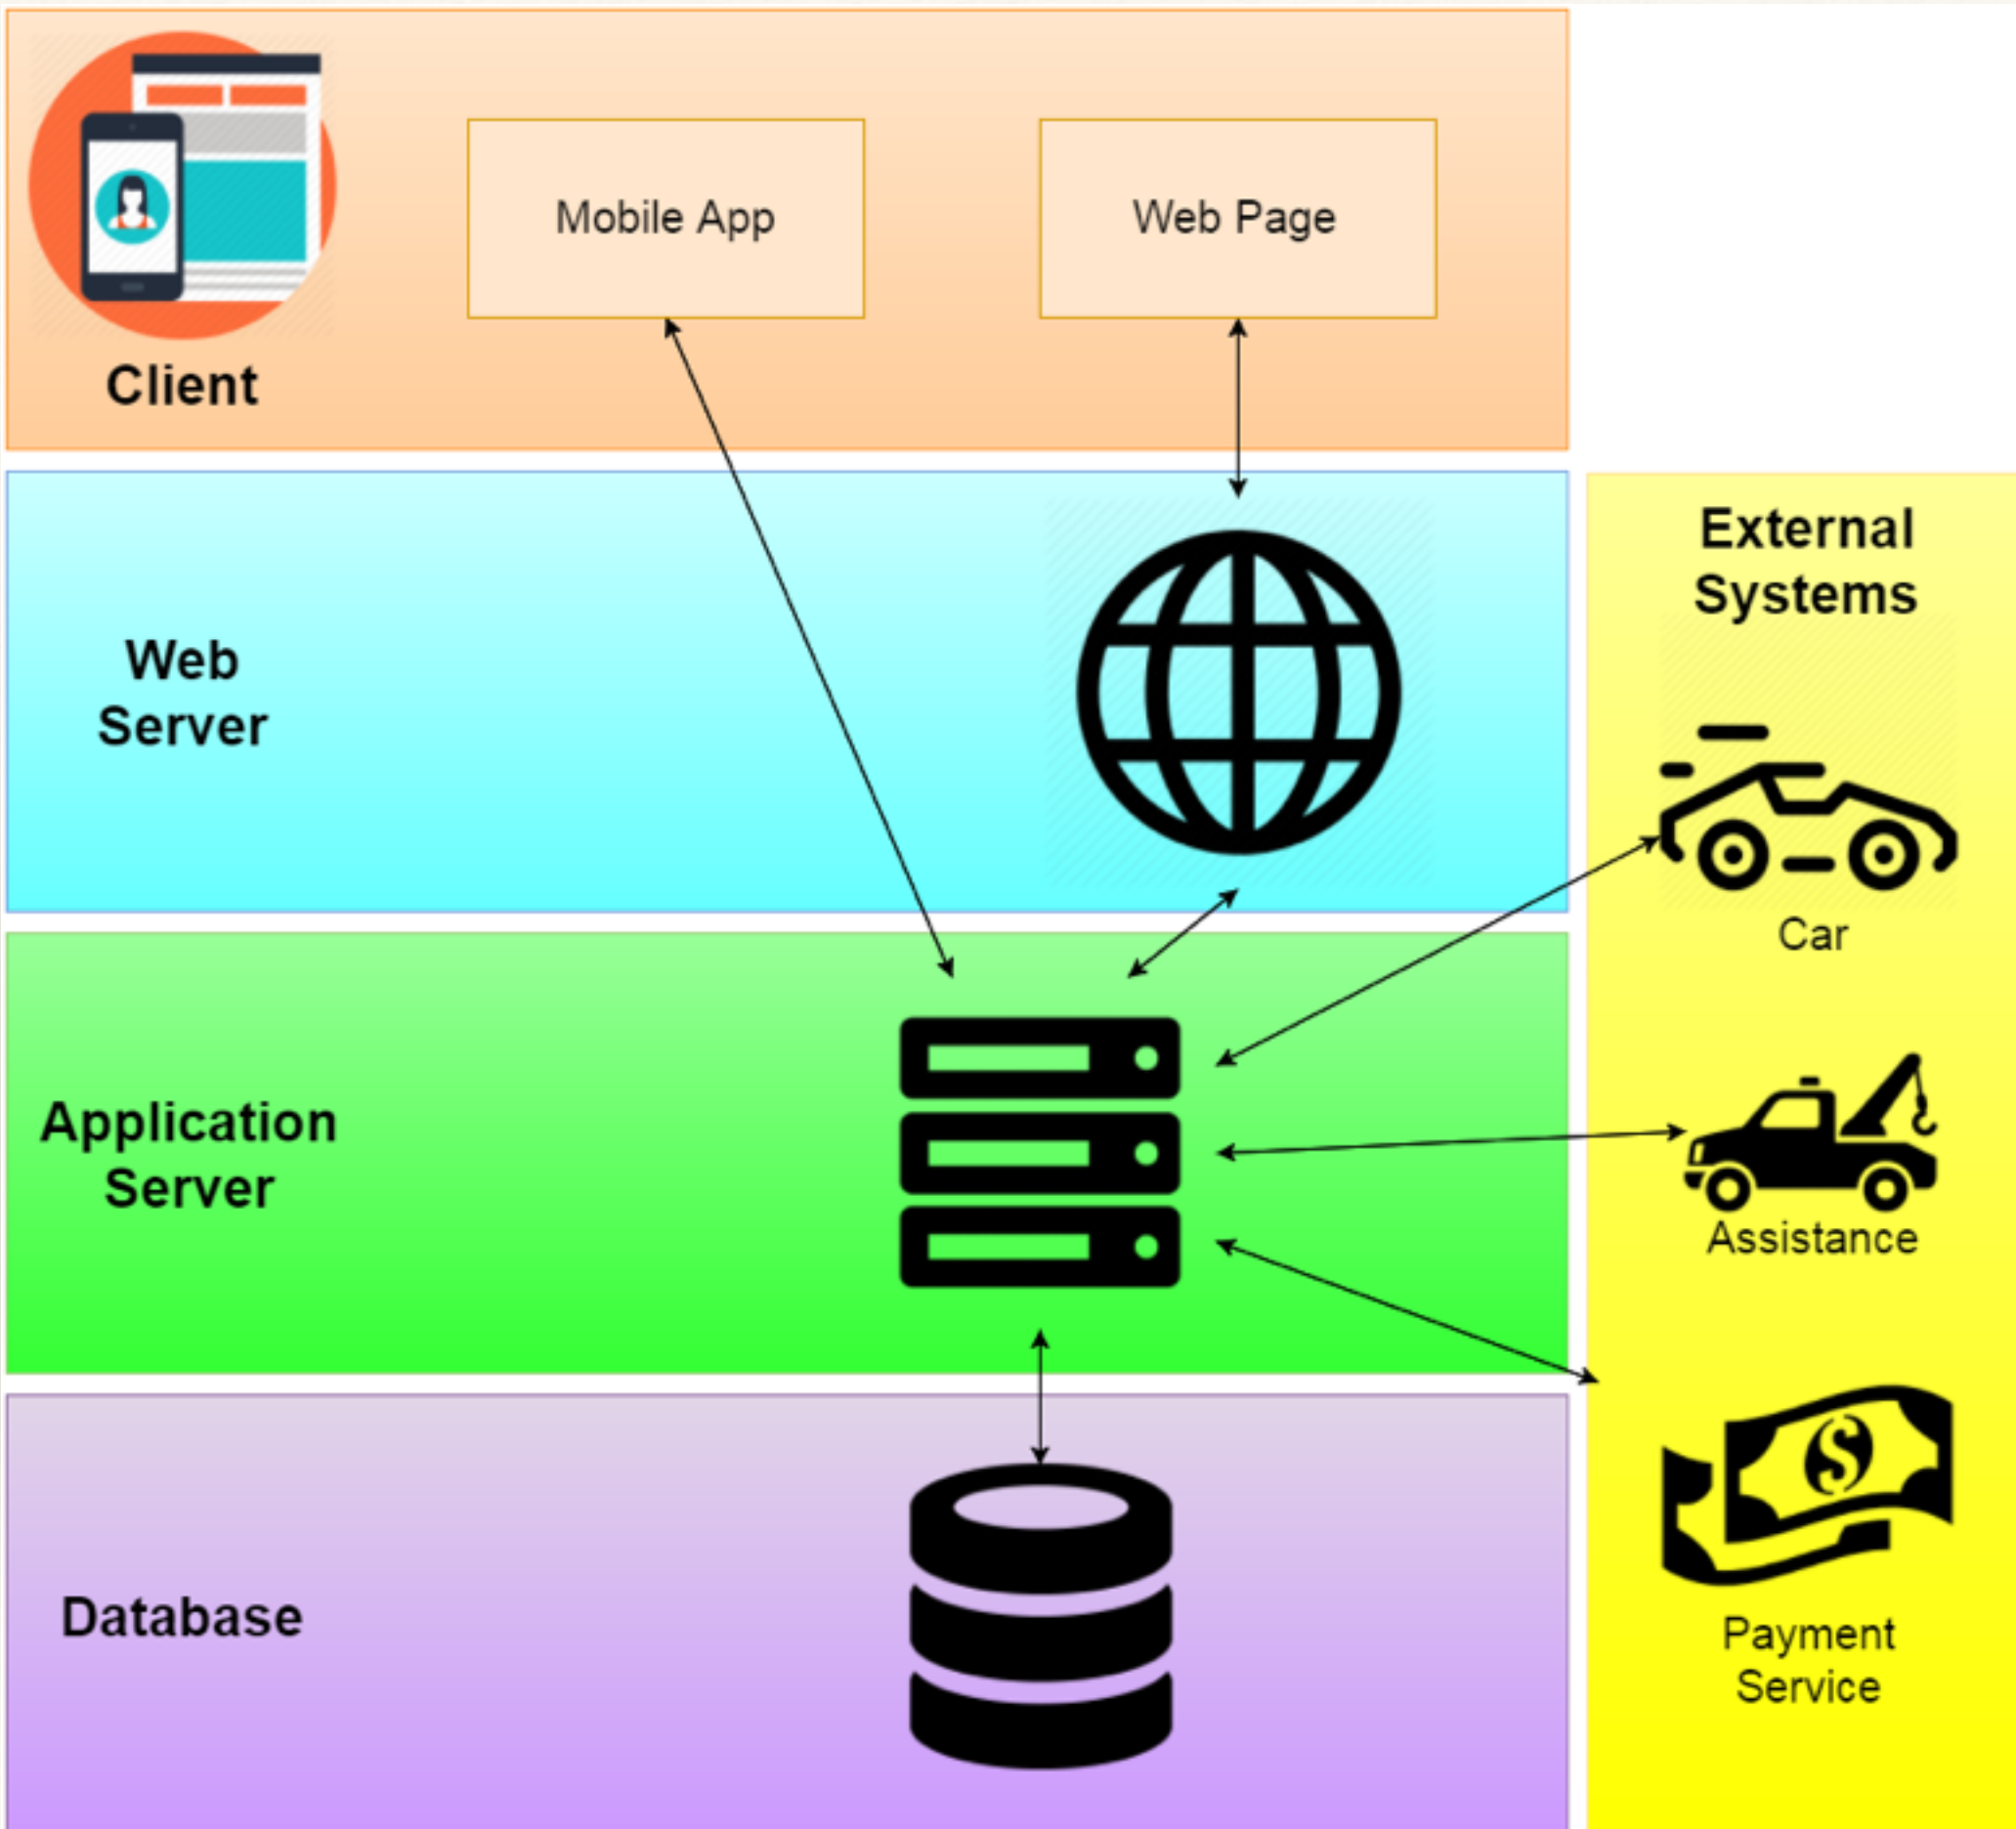 Mobile App
Web Page
Client
External
Systems
Web
Server
Car
Application
Server
Assistance
Database
Payment
Service